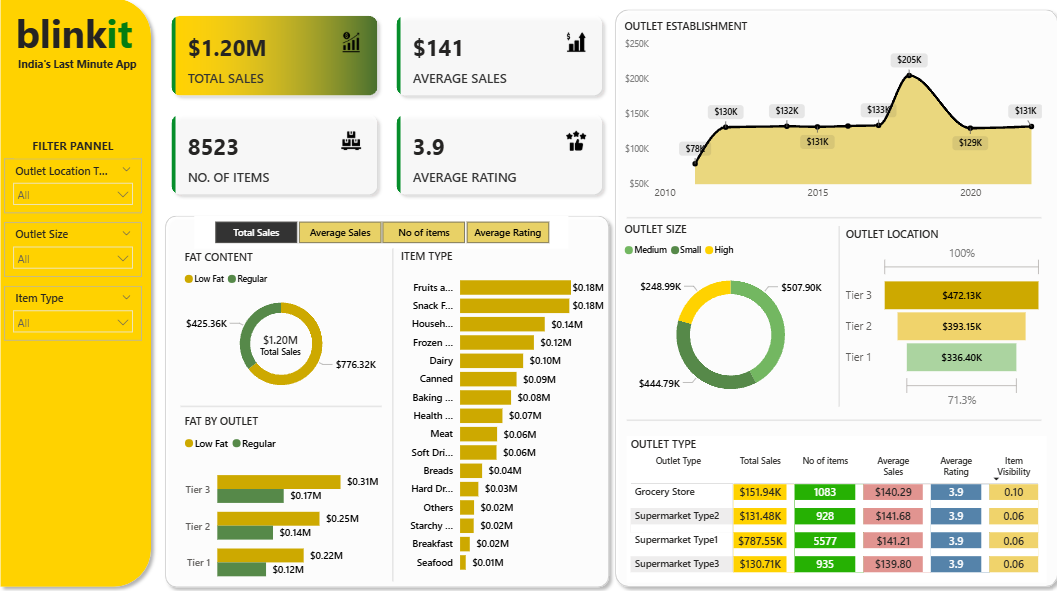 blinkit
India's Last Minute App
FILTER PANNEL
Outlet Location T...
All
Outlet Size
All
Item Type
All
$1.20M
TOTAL SALES
$141
AVERAGE SALES
8523
NO. OF ITEMS
3.9
AVERAGE RATING
Total Sales Average Sales No of items Average Rating
FAT CONTENT
Low Fat Regular
$425.36K
$1.20M
Total Sales
$776.32K
FAT BY OUTLET
Low Fat Regular
Tier 3 $0.31M
$0.17M
Tier 2 $0.25M
$0.14M
Tier 1 $0.22M
$0.12M
ITEM TYPE
Fruits a... $0.18M
Snack F... $0.18M
Househ... $0.14M
Frozen ... $0.12M
Dairy $0.10M
Canned $0.09M
Baking ... $0.08M
Health ... $0.07M
Meat $0.06M
Soft Dri... $0.06M
Breads $0.04M
Hard Dr... $0.03M
Others $0.02M
Starchy ... $0.02M
Breakfast $0.02M
Seafood $0.01M
OUTLET ESTABLISHMENT
$250K
$200K
$150K
$100K
$50K
$78K
$130K
$132K
$131K
$133K
$205K
$129K
$131K
2010 2015 2020
OUTLET SIZE
Medium Small High
$248.99K
$507.90K
$444.79K
OUTLET LOCATION
100%
Tier 3 $472.13K
Tier 2 $393.15K
Tier 1 $336.40K
71.3%
OUTLET TYPE
Outlet Type Total Sales No of items Average Sales Average Rating Item Visibility
Grocery Store $151.94K 1083 $140.29 3.9 0.10
Supermarket Type2 $131.48K 928 $141.68 3.9 0.06
Supermarket Type1 $787.55K 5577 $141.21 3.9 0.06
Supermarket Type3 $130.71K 935 $139.80 3.9 0.06